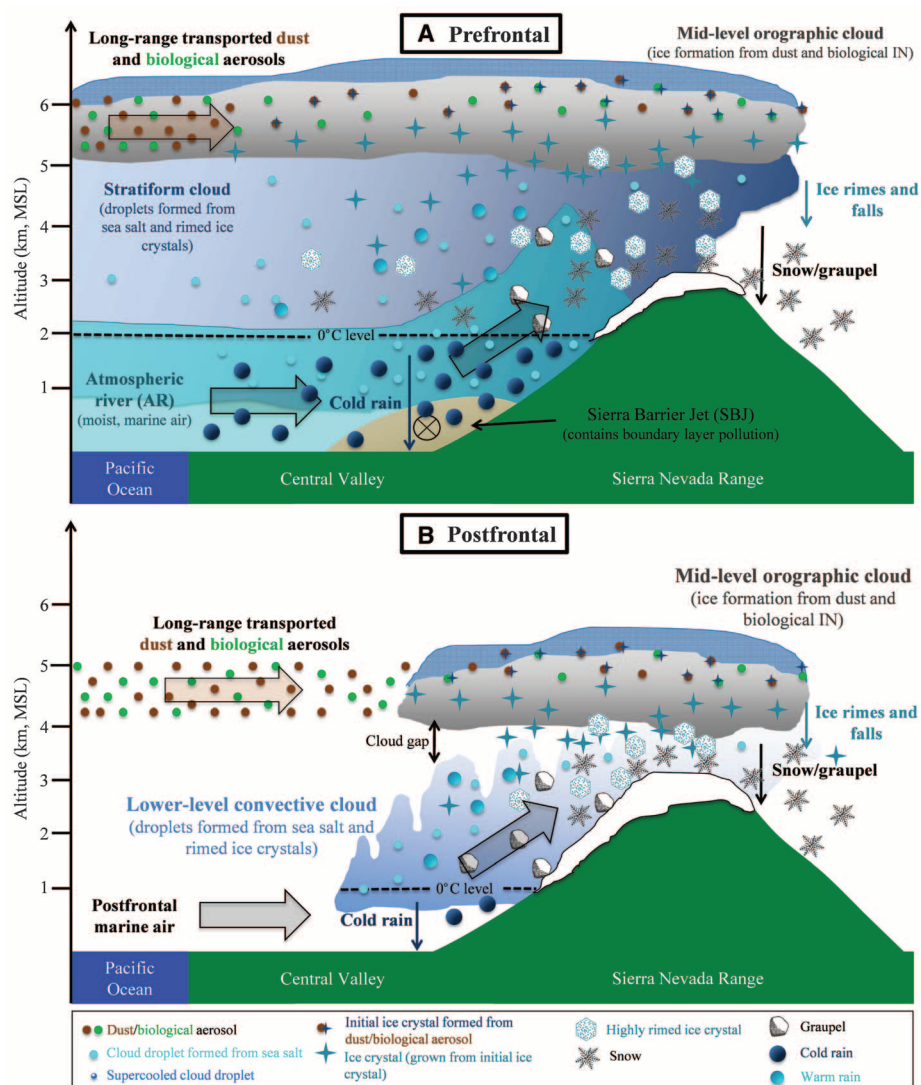 A Prefrontal
Long-range transported dust
and biological aerosols
Mid-level orographic cloud
(ice formation from dust and biological IN)
Altitude (km, MSL)
6
5
4
3
2
1
Stratiform cloud
(droplets formed from
sea salt and rimed ice
crystals)
Ice rimes and
falls
Snow/graupel
0°C level
Atmospheric
river (AR)
(moist, marine air)
Cold rain
Sierra Barrier Jet (SBJ)
(contains boundary layer pollution)
Pacific
Ocean
Central Valley
Sierra Nevada Range
B Postfrontal
Mid-level orographic cloud
(ice formation from dust and
biological IN)
Long-range transported
dust and biological aerosols
Altitude (km, MSL)
6
5
4
3
2
1
Cloud gap
Ice rimes and
falls
Snow/graupel
Lower-level convective cloud
(droplets formed from sea salt and
rimed ice crystals)
0°C level
Postfrontal
marine air
Cold rain
Pacific
Ocean
Central Valley
Sierra Nevada Range
Dust/biological aerosol
Cloud droplet formed from sea salt
Supercooled cloud droplet
Initial ice crystal formed from
dust/biological aerosol
Ice crystal (grown from initial ice
crystal)
Highly rimed ice crystal
Snow
Graupel
Cold rain
Warm rain